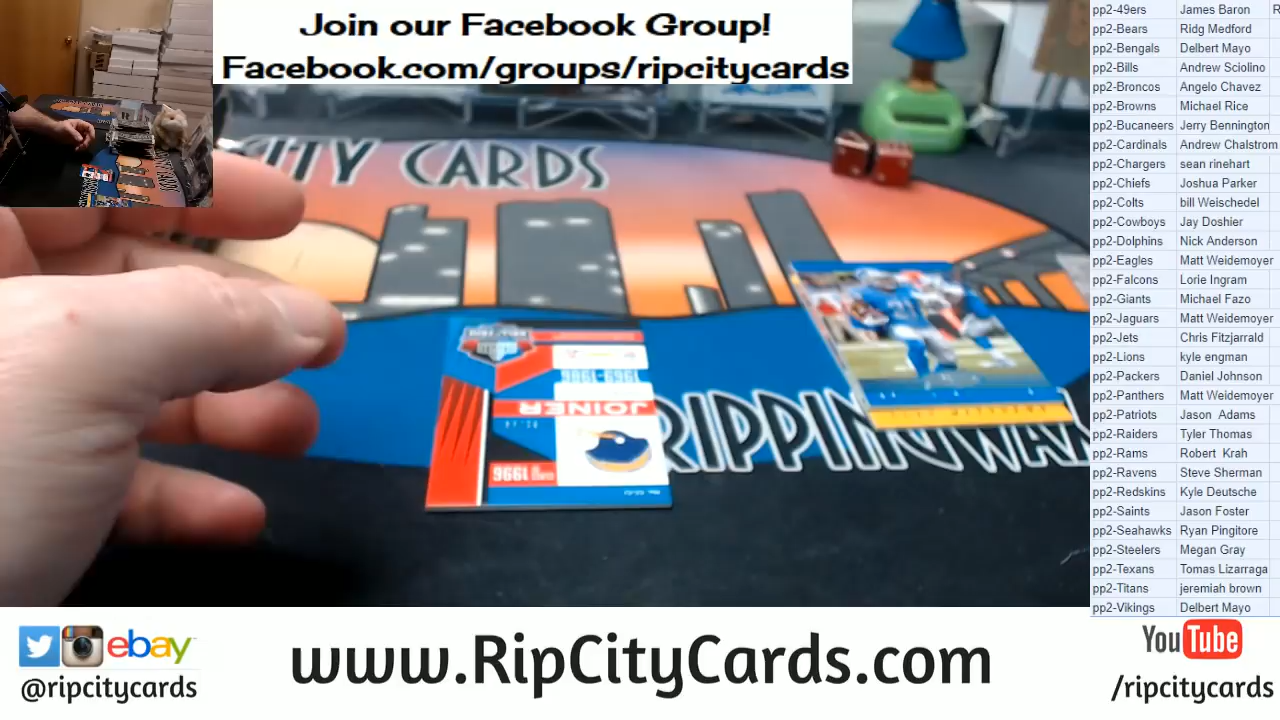 Join our Facebook Group!
Facebook.com/groups/ripcitycards
CITY CARDS
RIPPINGWAX
JOINER
1969-1986
1996
21
pp2-49ers James Baron R
pp2-Bears Ridg Medford
pp2-Bengals Delbert Mayo
pp2-Bills Andrew Sciolino
pp2-Broncos Angelo Chavez
pp2-Browns Michael Rice
pp2-Bucaneers Jerry Bennington
pp2-Cardinals Andrew Chalstrom
pp2-Chargers sean rinehart
pp2-Chiefs Joshua Parker
pp2-Colts bill Weischedel
pp2-Cowboys Jay Doshier
pp2-Dolphins Nick Anderson
pp2-Eagles Matt Weidemoyer
pp2-Falcons Lorie Ingram
pp2-Giants Michael Fazo
pp2-Jaguars Matt Weidemoyer
pp2-Jets Chris Fitzjarrald
pp2-Lions kyle engman
pp2-Packers Daniel Johnson
pp2-Panthers Matt Weidemoyer
pp2-Patriots Jason Adams
pp2-Raiders Tyler Thomas
pp2-Rams Robert Krah
pp2-Ravens Steve Sherman
pp2-Redskins Kyle Deutsche
pp2-Saints Jason Foster
pp2-Seahawks Ryan Pingitore
pp2-Steelers Megan Gray
pp2-Texans Tomas Lizarraga
pp2-Titans jeremiah brown
pp2-Vikings Delbert Mayo
ebay
@ripcitycards
www.RipCityCards.com
YouTube
/ripcitycards